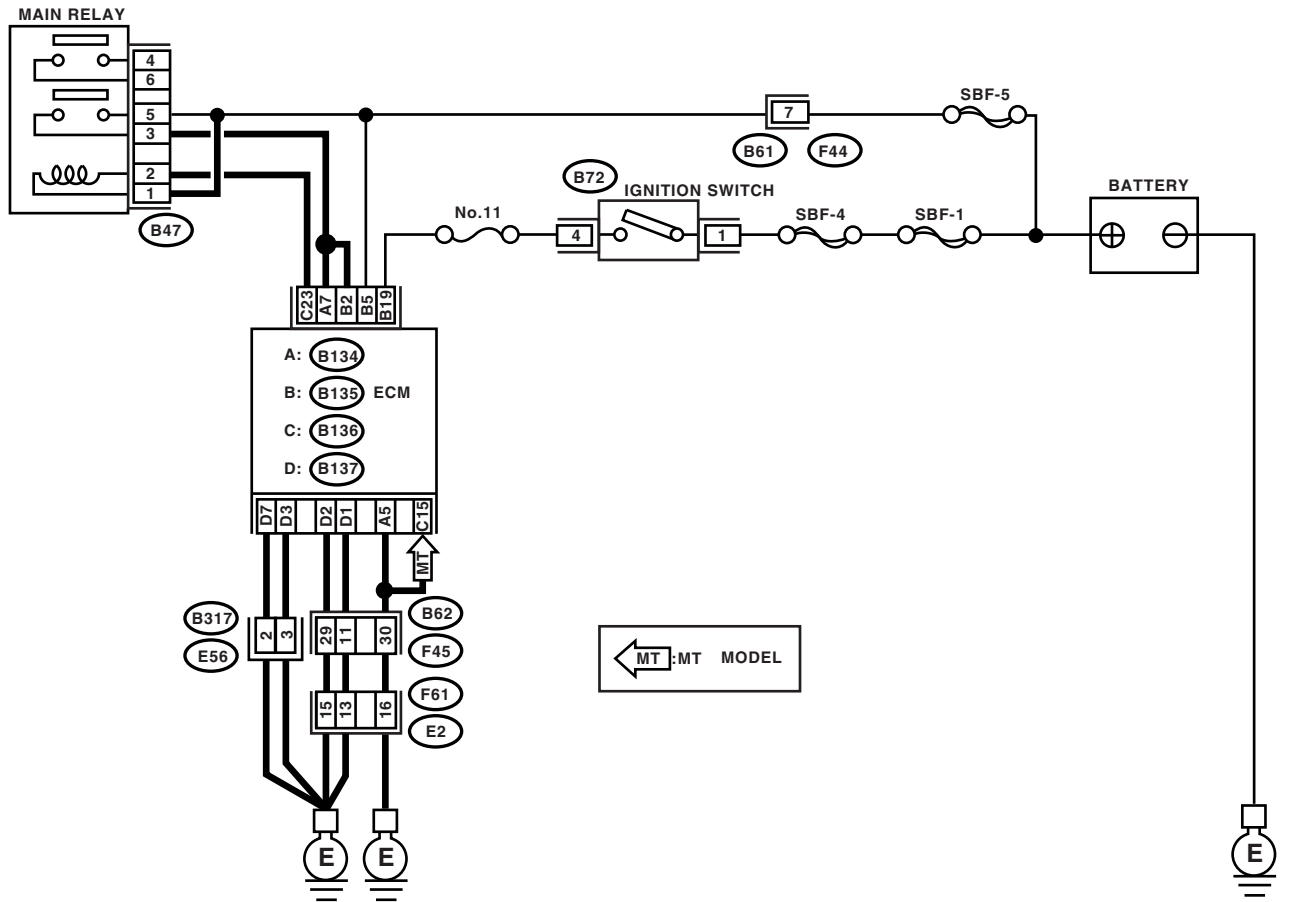 MAIN RELAY
4
6
5
3
2
1
B47
SBF-5
7
B61
F44
B72
IGNITION SWITCH
No.11
4
1
SBF-4
SBF-1
BATTERY
C23
A7
B2
B5
B19
A: B134
B: B135 ECM
C: B136
D: B137
D7
D3
D2
D1
A5
C15
MT
B317
E56
2
3
29
11
30
B62
F45
15
13
16
F61
E2
MT :MT MODEL
E
E
E